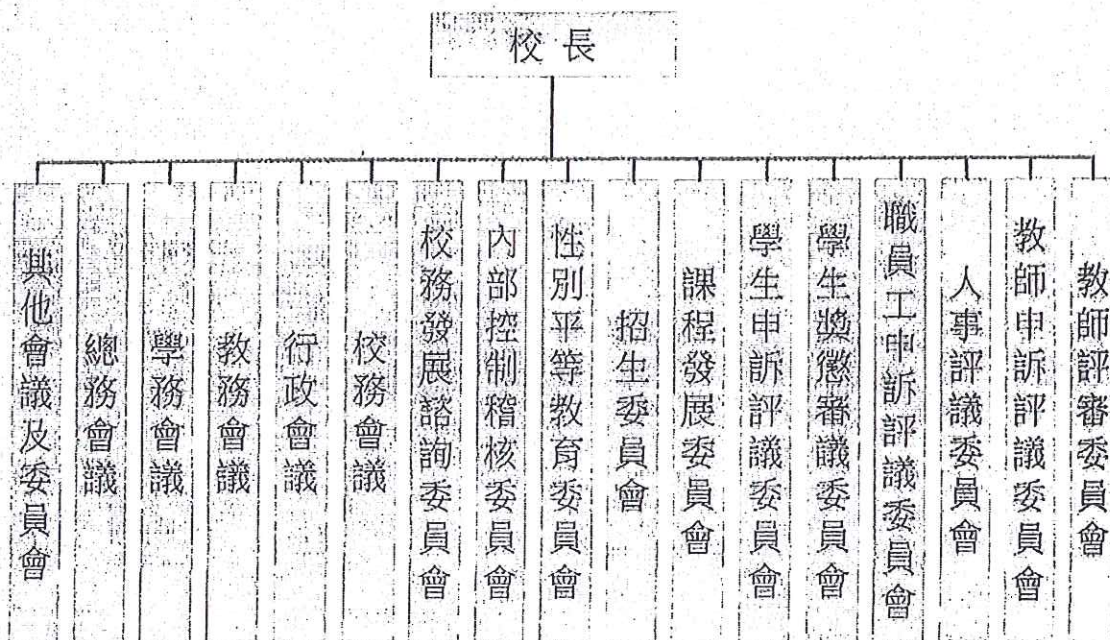 校長
其他會議及委員會
總務會議
學務會議
教務會議
行政會議
校務會議
校務發展諮詢委員會
內部控制稽核委員會
性別平等教育委員會
招生委員會
課程發展委員會
學生申訴評議委員會
學生獎懲審議委員會
職員工申訴評議委員會
人事評議委員會
教師申訴評議委員會
教師評審委員會